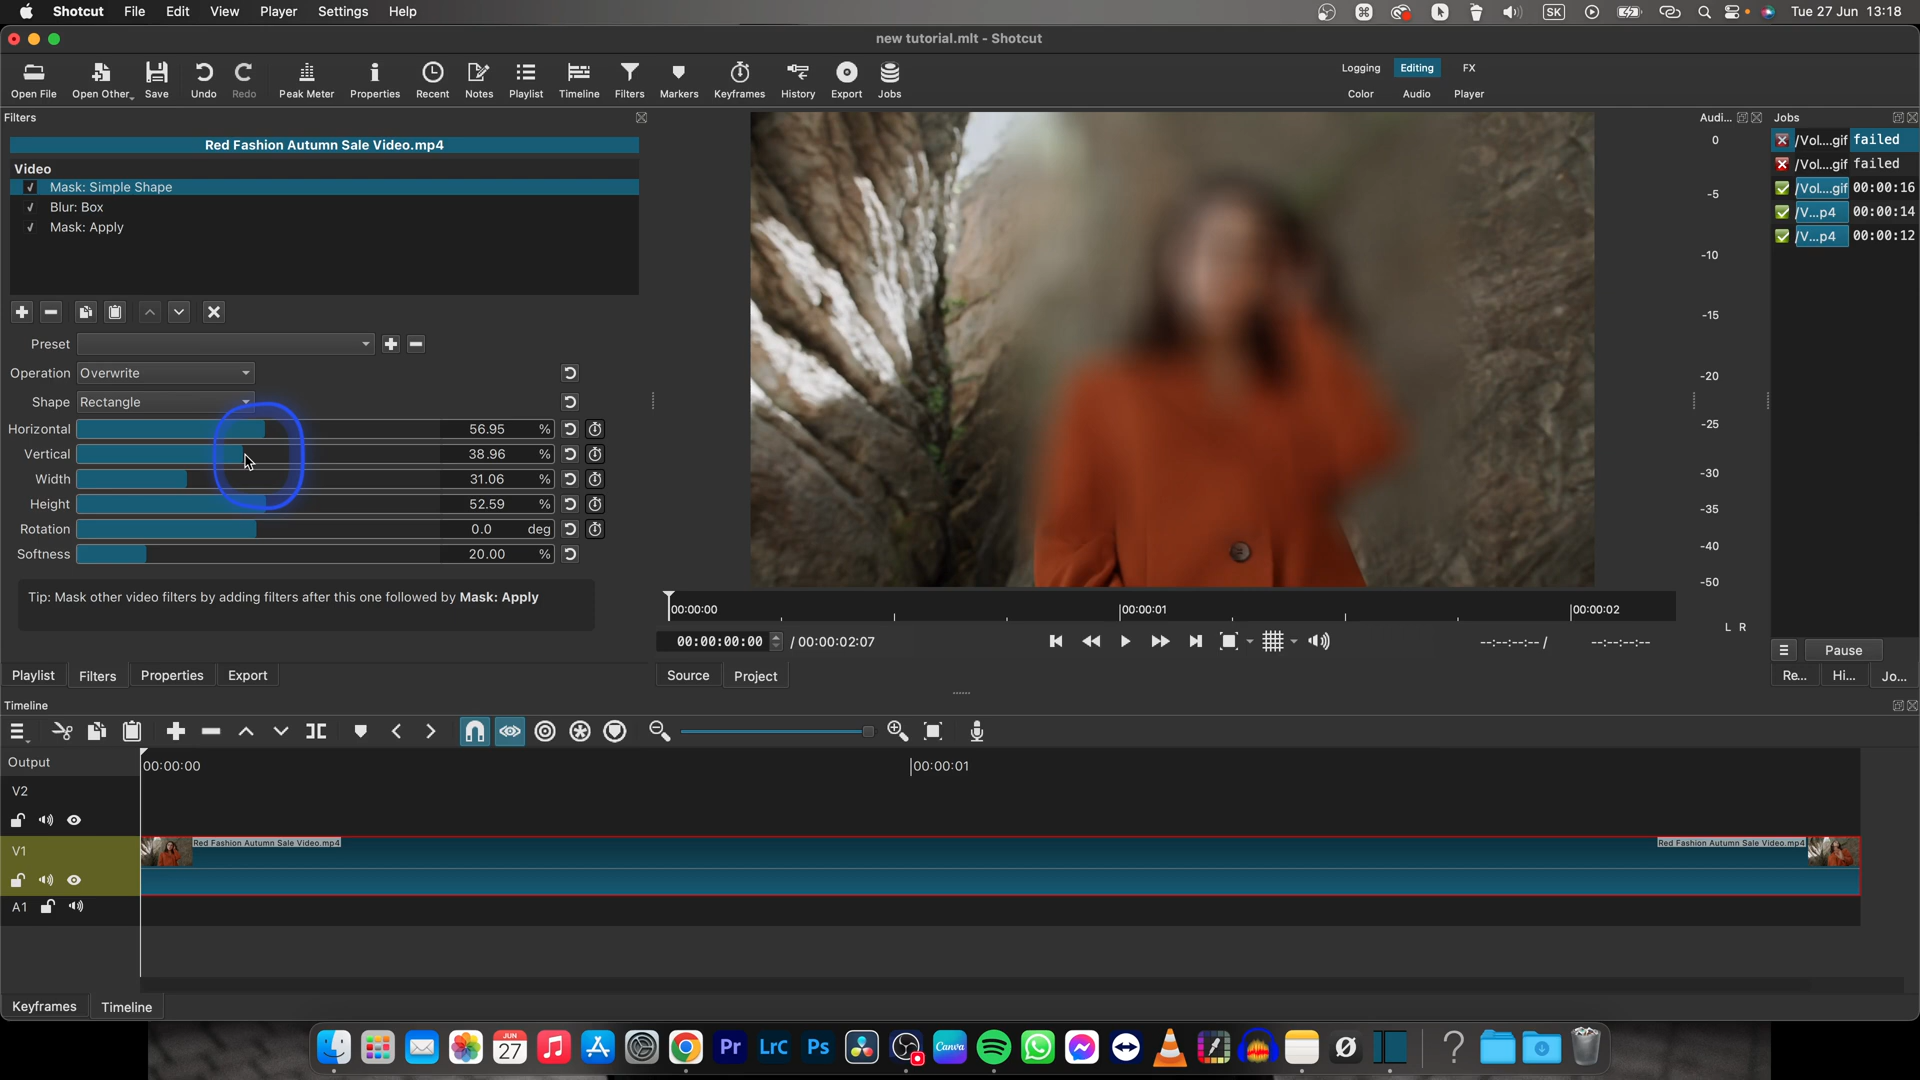 Shotcut File Edit View Player Settings Help
SK Tue 27 Jun 13:18
new tutorial.mlt - Shotcut
Open File Open Other... Save Undo Redo Peak Meter Properties Recent Notes Playlist Timeline Filters Markers Keyframes History Export Jobs
Logging Editing FX
Color Audio Player
Filters
Audi... Jobs
Red Fashion Autumn Sale Video.mp4
Video
Mask: Simple Shape
Blur: Box
Mask: Apply
Preset
Operation Overwrite
Shape Rectangle
Horizontal 56.95 %
Vertical 38.96 %
Width 31.06 %
Height 52.59 %
Rotation 0.0 deg
Softness 20.00 %
Tip: Mask other video filters by adding filters after this one followed by Mask: Apply
0
-5
-10
-15
-20
-25
-30
-35
-40
-50
L R
/Vol....gif failed
/Vol....gif failed
/Vol....gif 00:00:16
/V...p4 00:00:14
/V...p4 00:00:12
00:00:00 00:00:01 00:00:02
00:00:00:00 / 00:00:02:07 --:--:--:-- / --:--:--:--
Pause
Playlist Filters Properties Export
Source Project
Re... Hi... Jo...
Timeline
Output
00:00:00 00:00:01
V2
V1
Red Fashion Autumn Sale Video.mp4 Red Fashion Autumn Sale Video.mp4
A1
Keyframes Timeline
JUN
27
Pr LrC Ps Canva